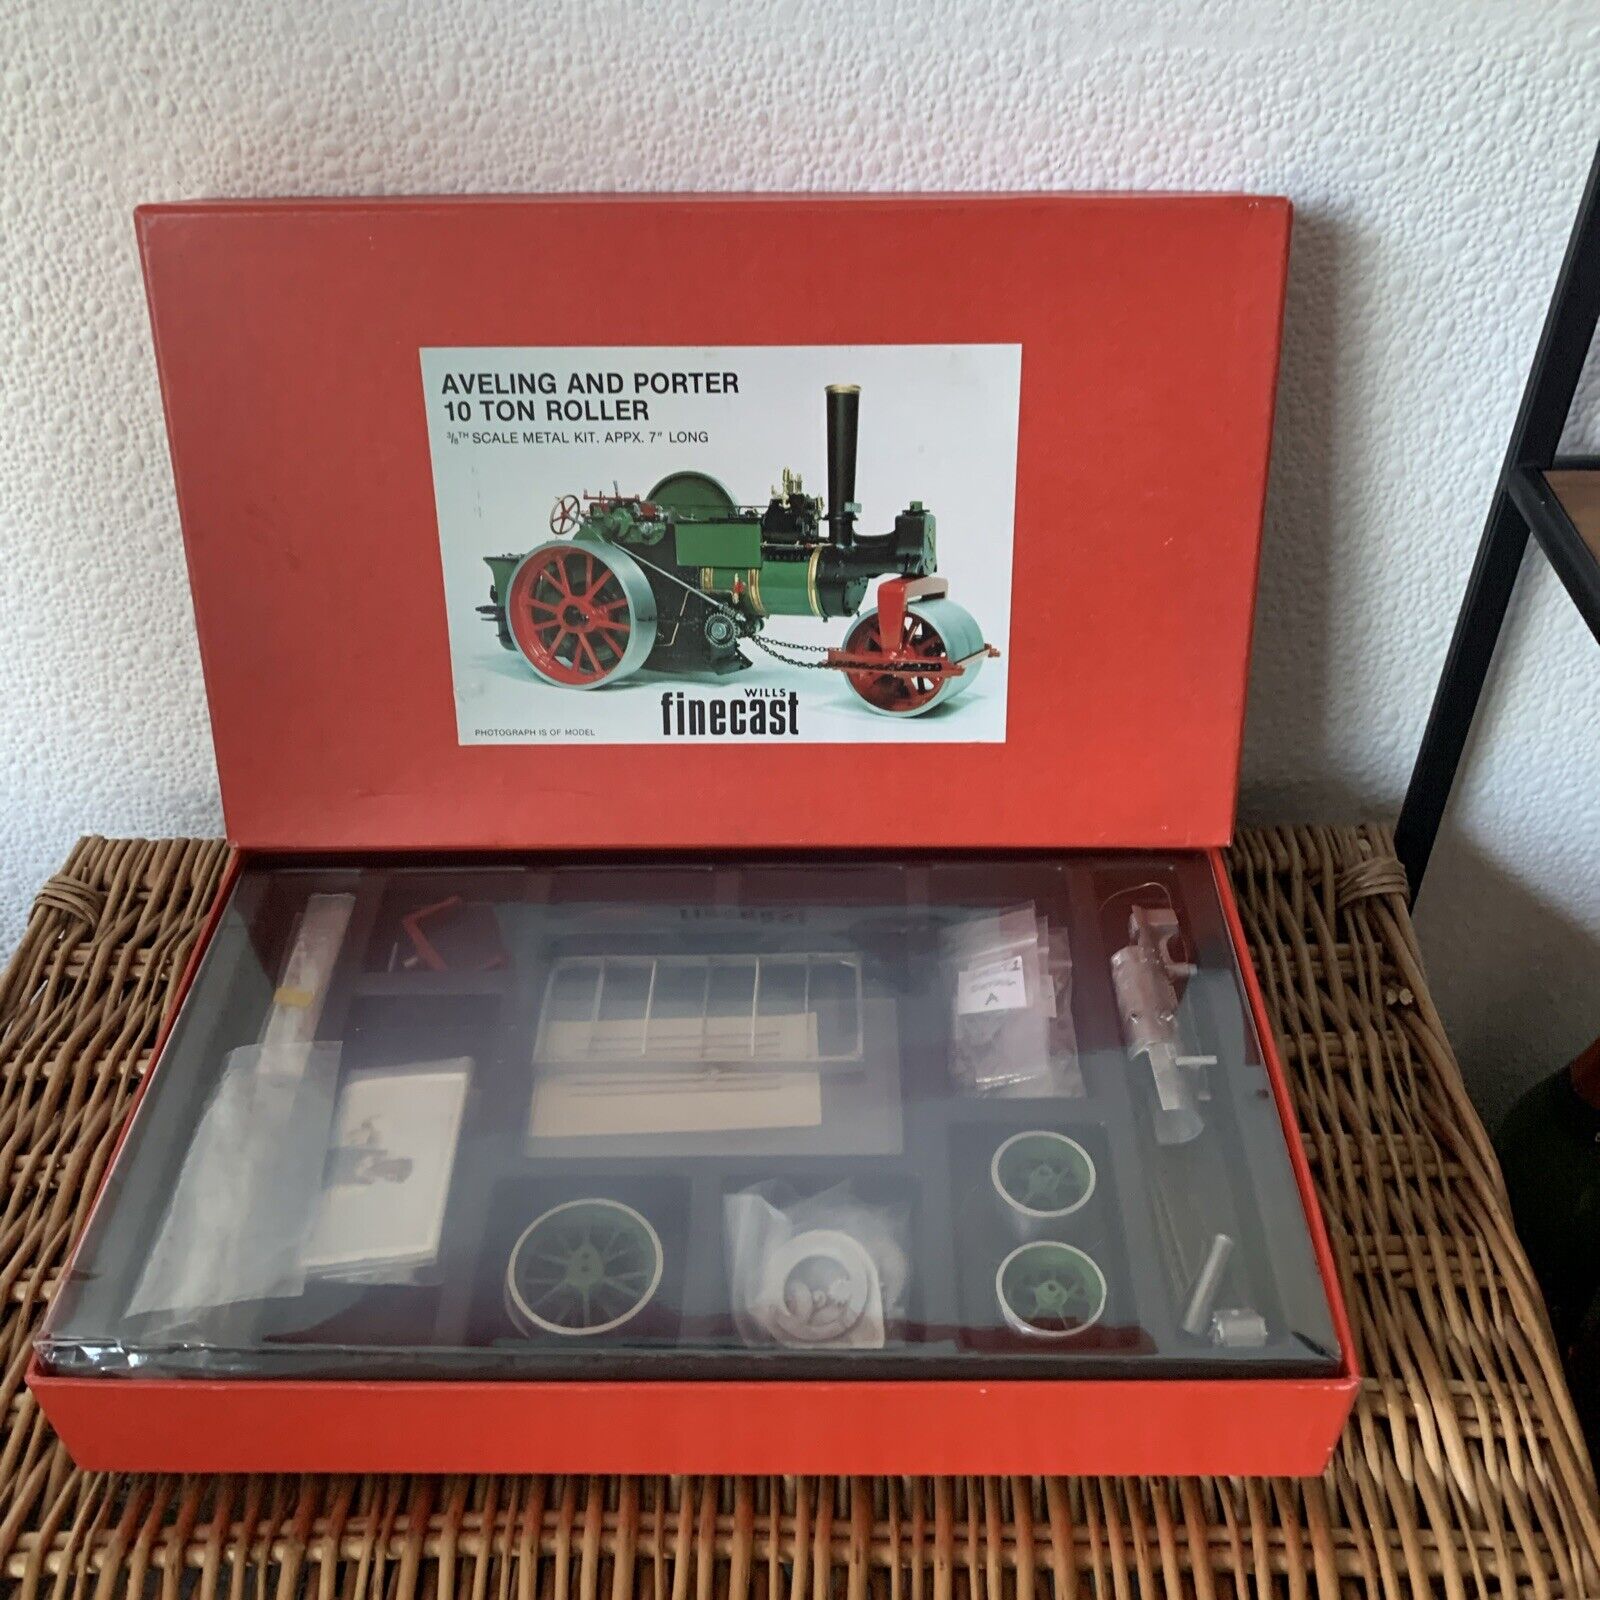 AVELING AND PORTER
10 TON ROLLER
3/8TH SCALE METAL KIT. APPX. 7" LONG
WILLS
finecast
PHOTOGRAPH IS OF MODEL
finecast
A